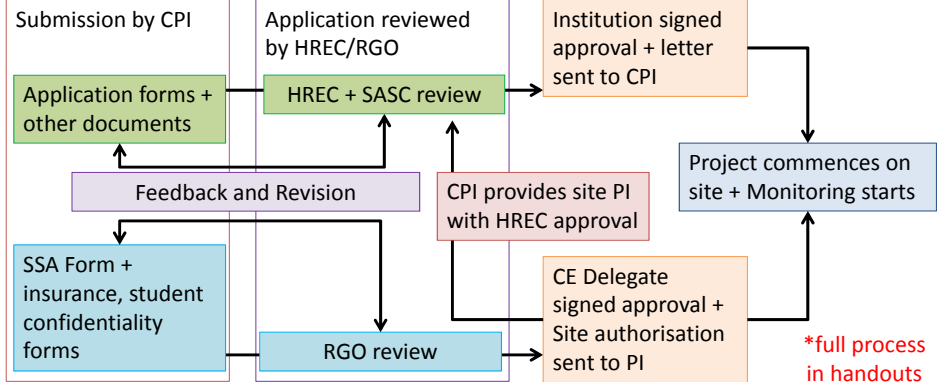 Submission by CPI
Application reviewed
by HREC/RGO
Institution signed
approval + letter
sent to CPI
Application forms +
other documents
HREC + SASC review
Project commences on
site + Monitoring starts
Feedback and Revision
CPI provides site PI
with HREC approval
SSA Form +
insurance, student
confidentiality
forms
RGO review
CE Delegate
signed approval +
Site authorisation
sent to PI
*full process
in handouts